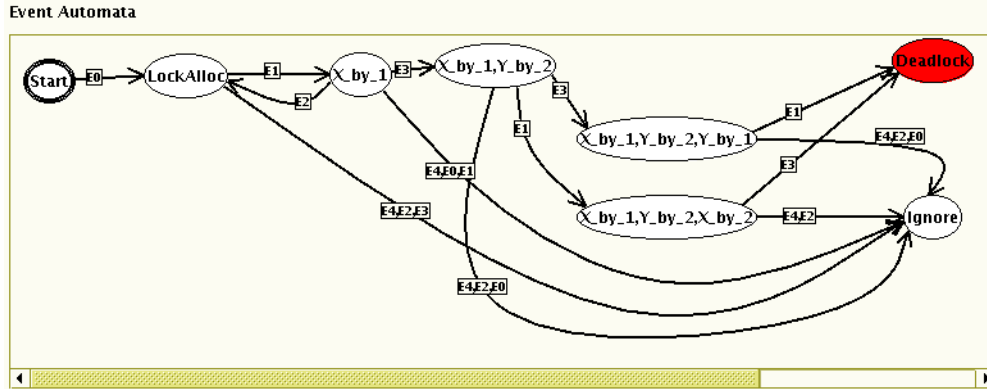 Event Automata
Start
E0
LockAlloc
E1
E2
X_by_1
E3
X_by_1,Y_by_2
E3
E1
Deadlock
E1
X_by_1,Y_by_2,Y_by_1
E4,E2,E0
E3
E4,E0,E1
E4,E2,E3
X_by_1,Y_by_2,X_by_2
E4,E2
Ignore
E4,E2,E0